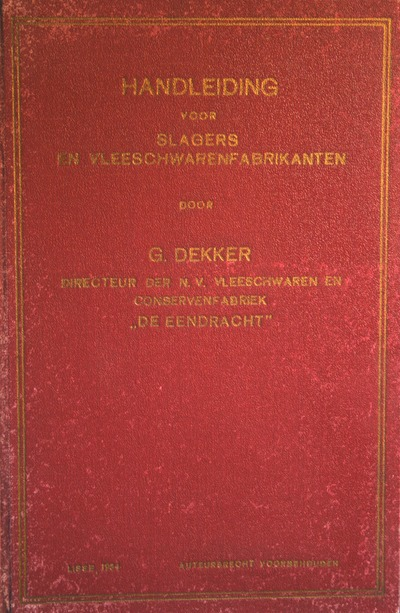 HANDLEIDING
VOOR
SLAGERS
EN VLEESCHWARENFABRIKANTEN
DOOR
G. DEKKER
DIRECTEUR DER N. V. VLEESCHWAREN EN
CONSERVENFABRIEK
„DE EENDRACHT”
AUTEURSRECHT VOORBEHOUDEN